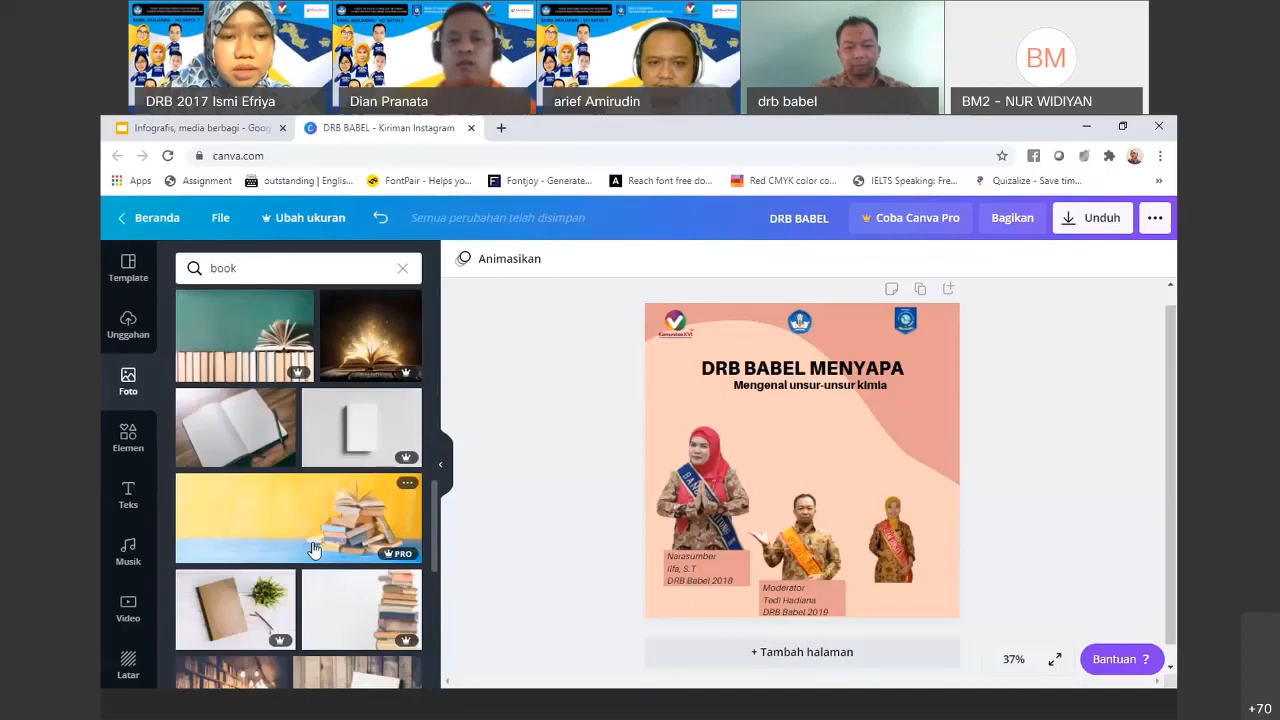 DRB 2017 Ismi Efriya
Dian Pranata
arief Amirudin
drb babel
BM
BM2 - NUR WIDIYAN
Infografis, media berbagi - Goog
DRB BABEL - Kiriman Instagram
canva.com
Apps
Assignment
outstanding | Englis...
FontPair - Helps yo...
Fontjoy - Generate...
Reach font free do...
Red CMYK color co...
IELTS Speaking: Fre...
Quizalize - Save tim...
Beranda
File
Ubah ukuran
Semua perubahan telah disimpan
DRB BABEL
Coba Canva Pro
Bagikan
Unduh
Template
Unggahan
Foto
Elemen
Teks
Musik
Video
Latar
book
PRO
Animasikan
Komunitas KVI
DRB BABEL MENYAPA
Mengenal unsur-unsur kimia
Narasumber
Ilfa, S.T
DRB Babel 2018
Moderator
Tedi Hadiana
DRB Babel 2019
+ Tambah halaman
37%
Bantuan ?
+70